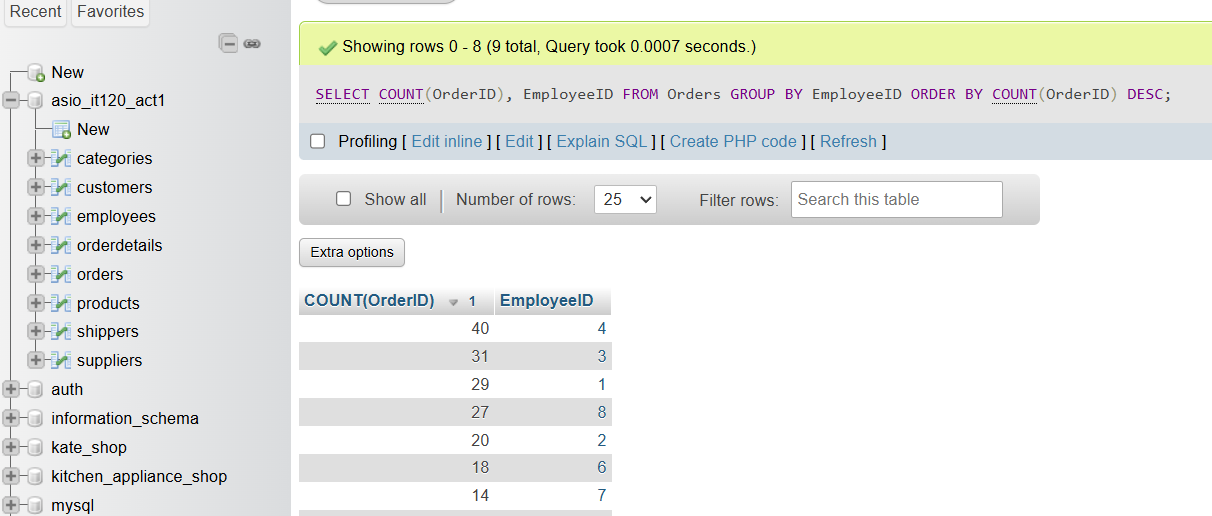 Recent Favorites
New
asio_it120_act1
New
categories
customers
employees
orderdetails
orders
products
shippers
suppliers
auth
information_schema
kate_shop
kitchen_appliance_shop
mysql
Showing rows 0 - 8 (9 total, Query took 0.0007 seconds.)
SELECT COUNT(OrderID), EmployeeID FROM Orders GROUP BY EmployeeID ORDER BY COUNT(OrderID) DESC;
Profiling [ Edit inline ] [ Edit ] [ Explain SQL ] [ Create PHP code ] [ Refresh ]
Show all Number of rows: 25 Filter rows: Search this table
Extra options
COUNT(OrderID) 1 EmployeeID
40 4
31 3
29 1
27 8
20 2
18 6
14 7